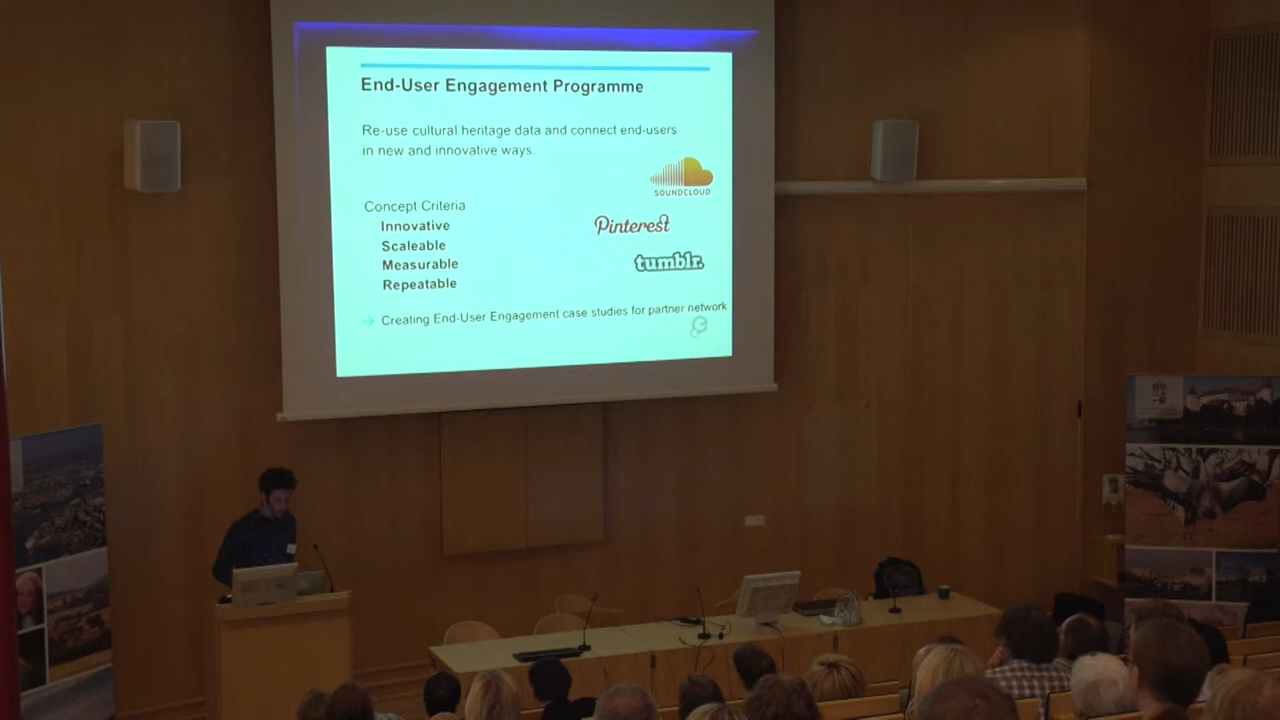 End-User Engagement Programme
Re-use cultural heritage data and connect end-users
in new and innovative ways.
SOUNDCLOUD
Concept Criteria
Innovative
Pinterest
Scaleable
tumblr.
Measurable
Repeatable
→ Creating End-User Engagement case studies for partner network